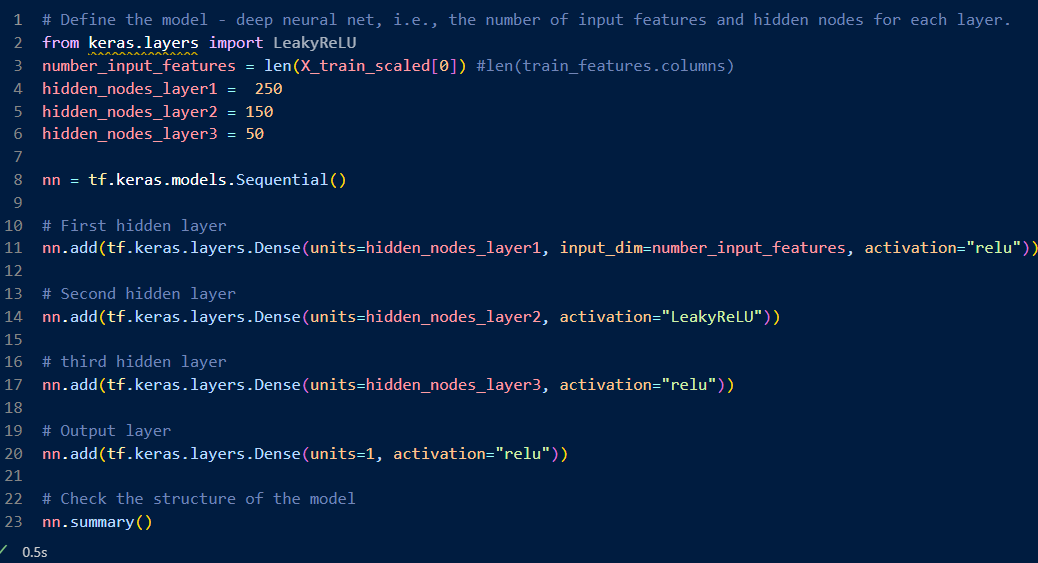 1 # Define the model - deep neural net, i.e., the number of input features and hidden nodes for each layer.
2 from keras.layers import LeakyReLU
3 number_input_features = len(X_train_scaled[0]) #len(train_features.columns)
4 hidden_nodes_layer1 =  250
5 hidden_nodes_layer2 = 150
6 hidden_nodes_layer3 = 50
7
8 nn = tf.keras.models.Sequential()
9
10 # First hidden layer
11 nn.add(tf.keras.layers.Dense(units=hidden_nodes_layer1, input_dim=number_input_features, activation="relu"))
12
13 # Second hidden layer
14 nn.add(tf.keras.layers.Dense(units=hidden_nodes_layer2, activation="LeakyReLU"))
15
16 # third hidden layer
17 nn.add(tf.keras.layers.Dense(units=hidden_nodes_layer3, activation="relu"))
18
19 # Output layer
20 nn.add(tf.keras.layers.Dense(units=1, activation="relu"))
21
22 # Check the structure of the model
23 nn.summary()
0.5s